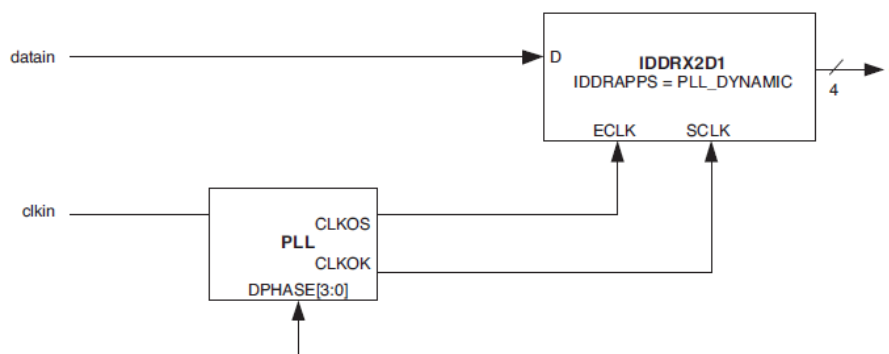 datain
D
IDDRX2D1
IDDRAPPS = PLL_DYNAMIC
4
ECLK SCLK
clkin
CLKOS
PLL
CLKOK
DPHASE[3:0]